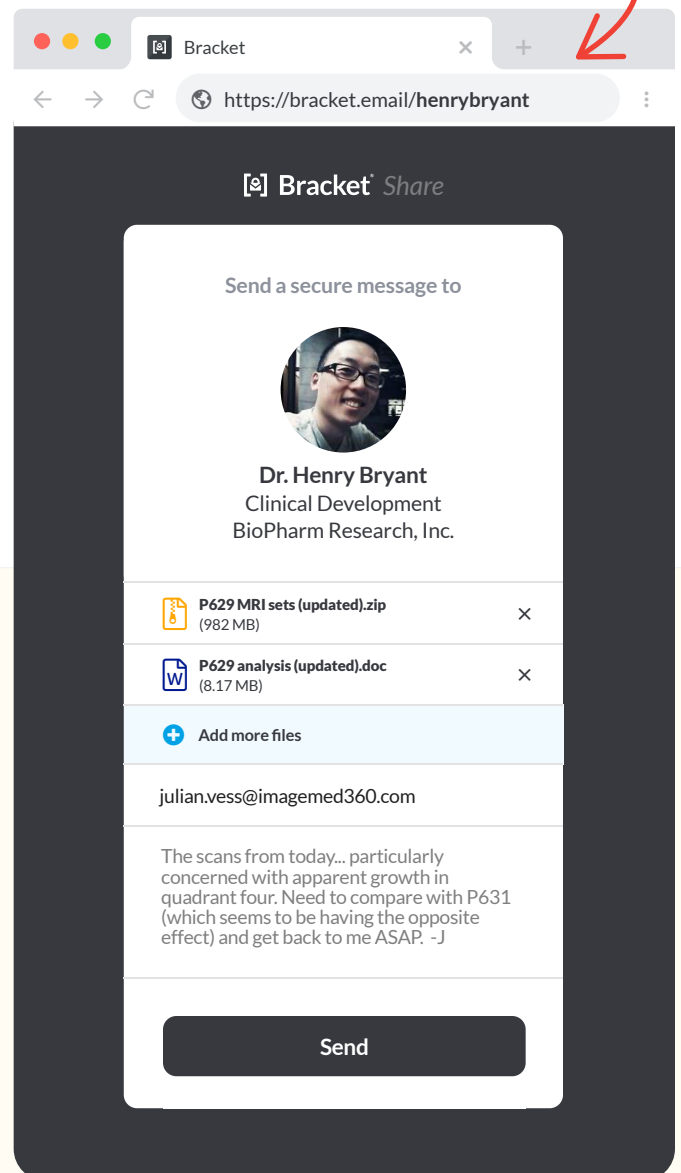 Bracket
https://bracket.email/henrybryant
Bracket Share
Send a secure message to
Dr. Henry Bryant
Clinical Development
BioPharm Research, Inc.
P629 MRI sets (updated).zip
(982 MB)
W
P629 analysis (updated).doc
(8.17 MB)
Add more files
julian.vess@imagemed360.com
The scans from today... particularly
concerned with apparent growth in
quadrant four. Need to compare with P631
(which seems to be having the opposite
effect) and get back to me ASAP. -J
Send